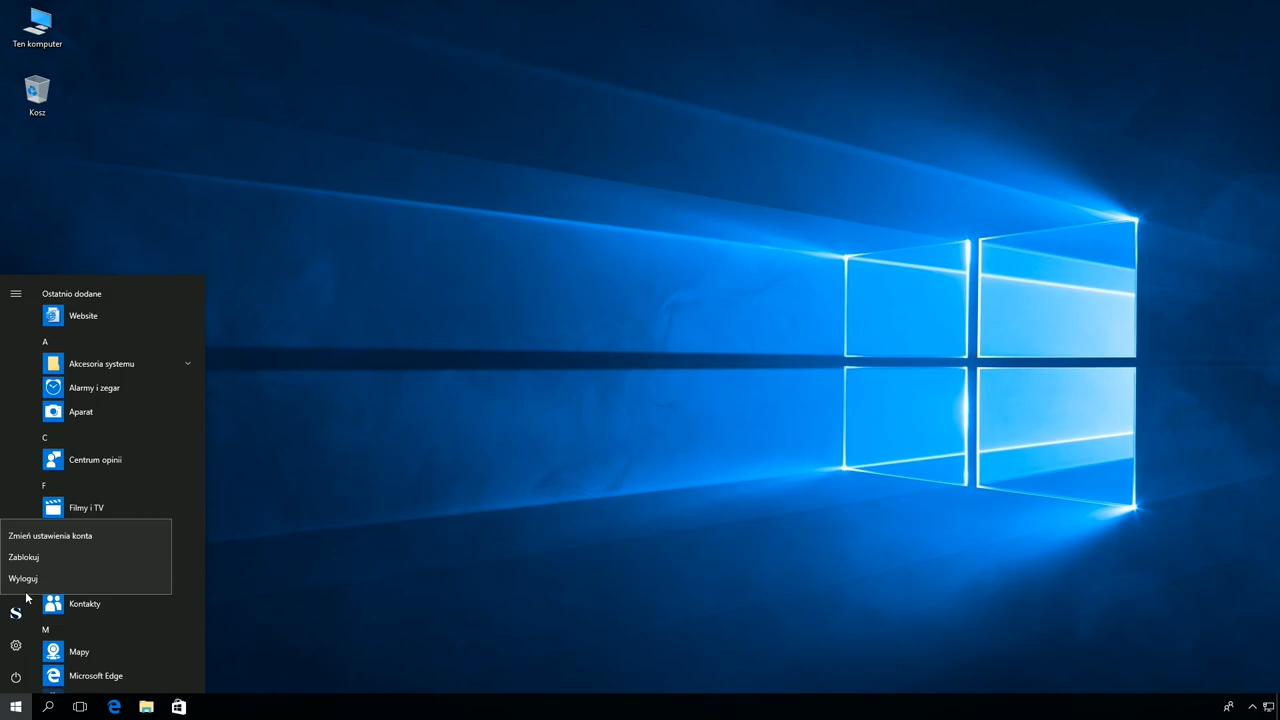 Ten komputer
Kosz
Ostatnio dodane
Website
A
Akcesoria systemu
Alarmy i zegar
Aparat
C
Centrum opinii
F
Filmy i TV
Zmień ustawienia konta
Zablokuj
Wyloguj
Kontakty
M
Mapy
Microsoft Edge